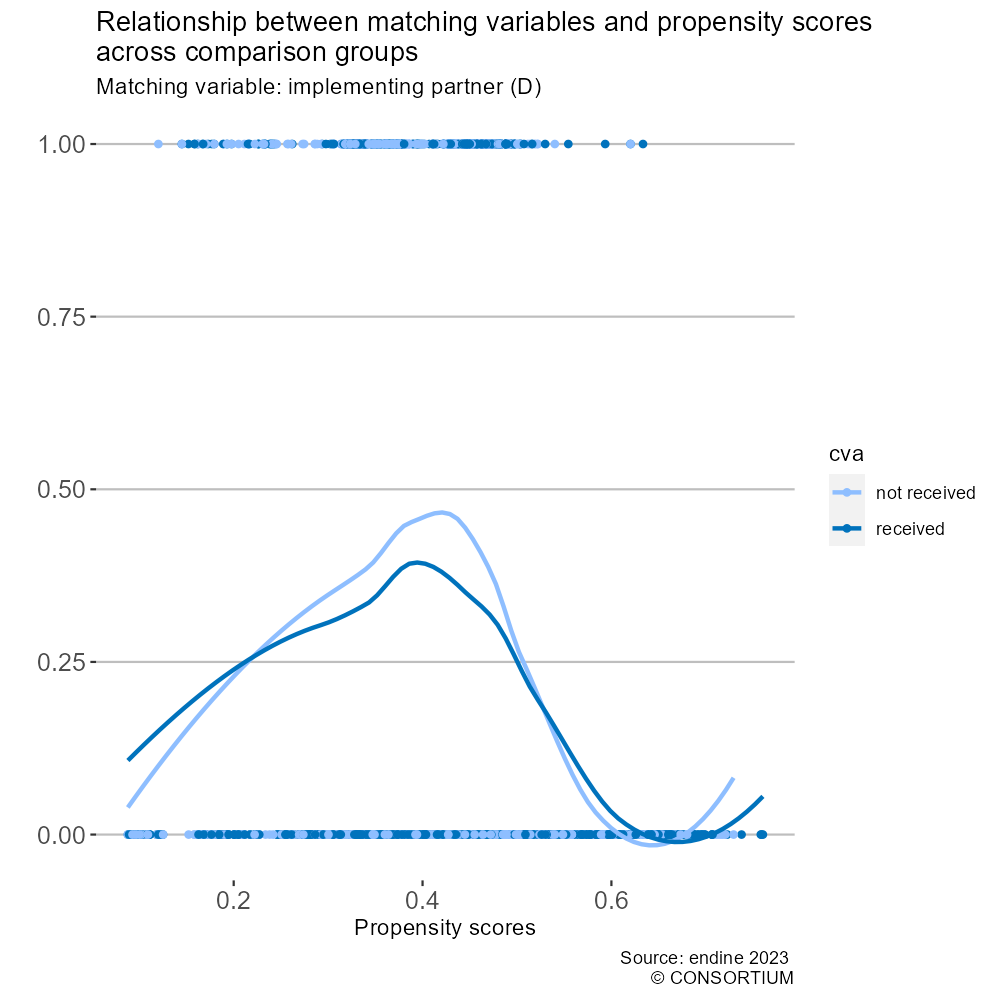 Relationship between matching variables and propensity scores
across comparison groups
Matching variable: implementing partner (D)
1.00
0.75
0.50
0.25
0.00
0.2 0.4 0.6
Propensity scores
cva
not received
received
Source: endine 2023
© CONSORTIUM